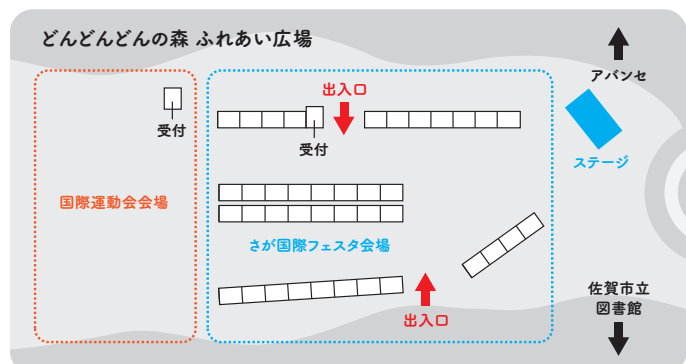 どんどんどんの森 ふれあい広場
アバンセ
出入口
受付
受付
ステージ
国際運動会会場
さが国際フェスタ会場
佐賀市立
図書館
出入口